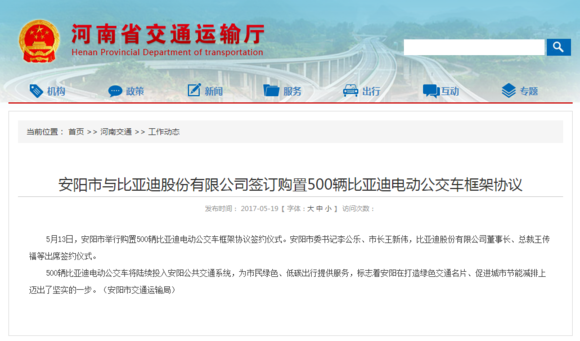 河南省交通运输厅
Henan Provincial Department of transportation
机构 政策 新闻 服务 出行 互动 专题
当前位置： 首页 >> 河南交通 >> 工作动态
安阳市与比亚迪股份有限公司签订购置500辆比亚迪电动公交车框架协议
发布时间： 2017-05-19 [ 字体：大 中 小 ] 访问次数：
5月13日，安阳市举行购置500辆比亚迪电动公交车框架协议签约仪式。安阳市委书记李公乐、市长王新伟，比亚迪股份有限公司董事长、总裁王传
福等出席签约仪式。
500辆比亚迪电动公交车将陆续投入安阳公共交通系统，为市民绿色、低碳出行提供服务，标志着安阳在打造绿色交通名片、促进城市节能减排上
迈出了坚实的一步。（安阳市交通运输局）